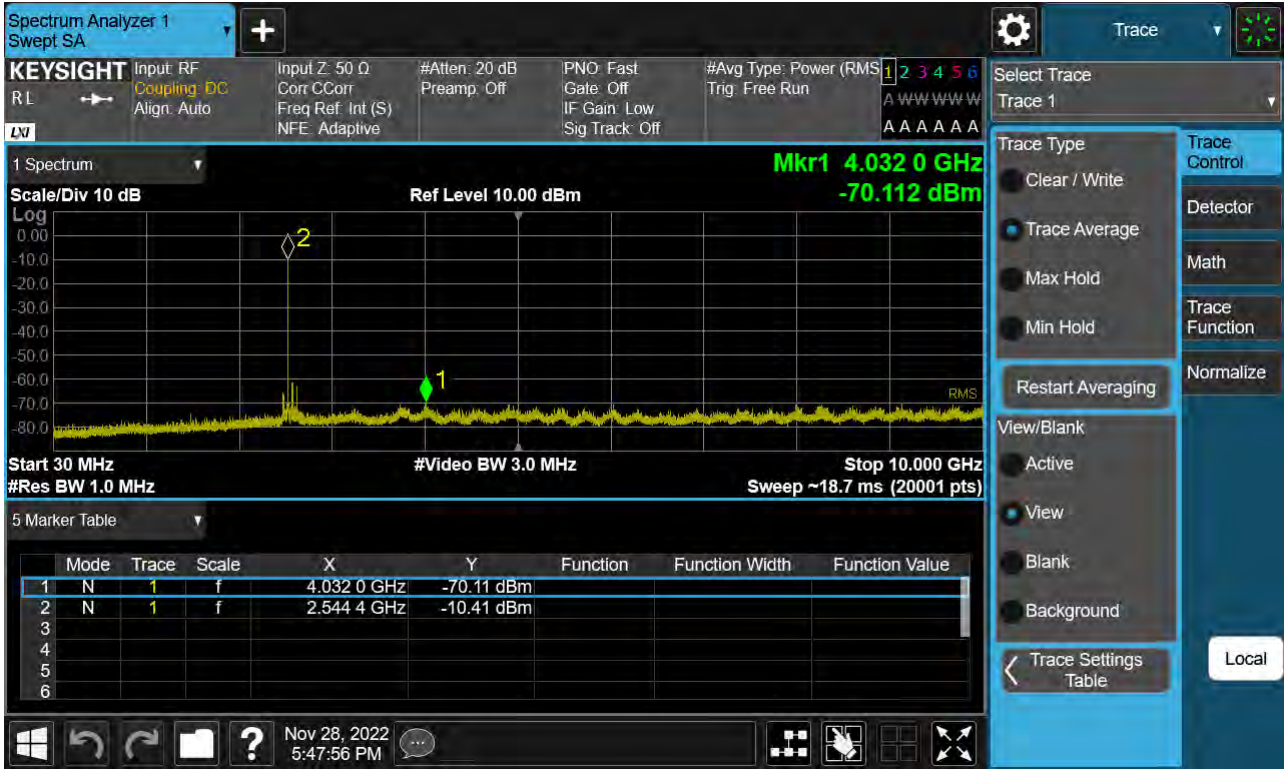 Spectrum Analyzer 1
Swept SA
+
Trace
KEYSIGHT
RL
LXI
Input: RF
Coupling: DC
Align: Auto
Input Z: 50 Ω
Corr CCorr
Freq Ref: Int (S)
NFE: Adaptive
#Atten: 20 dB
Preamp: Off
PNO: Fast
Gate: Off
IF Gain: Low
Sig Track: Off
#Avg Type: Power (RMS
Trig: Free Run
1 2 3 4 5 6
A W W W W W
A A A A A A
Select Trace
Trace 1
1 Spectrum
Mkr1 4.032 0 GHz
Scale/Div 10 dB
Ref Level 10.00 dBm
-70.112 dBm
Log
0.00
-10.0
-20.0
-30.0
-40.0
-50.0
-60.0
-70.0
-80.0
2
1
RMS
Start 30 MHz
#Video BW 3.0 MHz
Stop 10.000 GHz
#Res BW 1.0 MHz
Sweep ~18.7 ms (20001 pts)
5 Marker Table
Mode Trace Scale X Y Function Function Width Function Value
1 N 1 f 4.032 0 GHz -70.11 dBm
2 N 1 f 2.544 4 GHz -10.41 dBm
3
4
5
6
Trace Type
Clear / Write
Trace Average
Max Hold
Min Hold
Restart Averaging
View/Blank
Active
View
Blank
Background
Trace Settings
Table
Trace
Control
Detector
Math
Trace
Function
Normalize
Local
?
Nov 28, 2022
5:47:56 PM